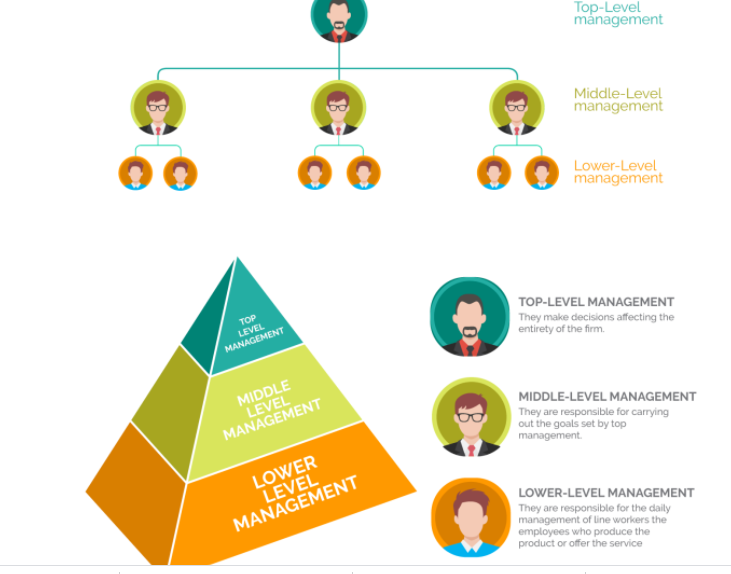 Top-Level
management
Middle-Level
management
Lower-Level
management
TOP
LEVEL
MANAGEMENT
MIDDLE
LEVEL
MANAGEMENT
LOWER
LEVEL
MANAGEMENT
TOP-LEVEL MANAGEMENT
They make decisions affecting the
entirety of the firm.
MIDDLE-LEVEL MANAGEMENT
They are responsible for carrying
out the goals set by top
management.
LOWER-LEVEL MANAGEMENT
They are responsible for the daily
management of line workers the
employees who produce the
product or offer the service